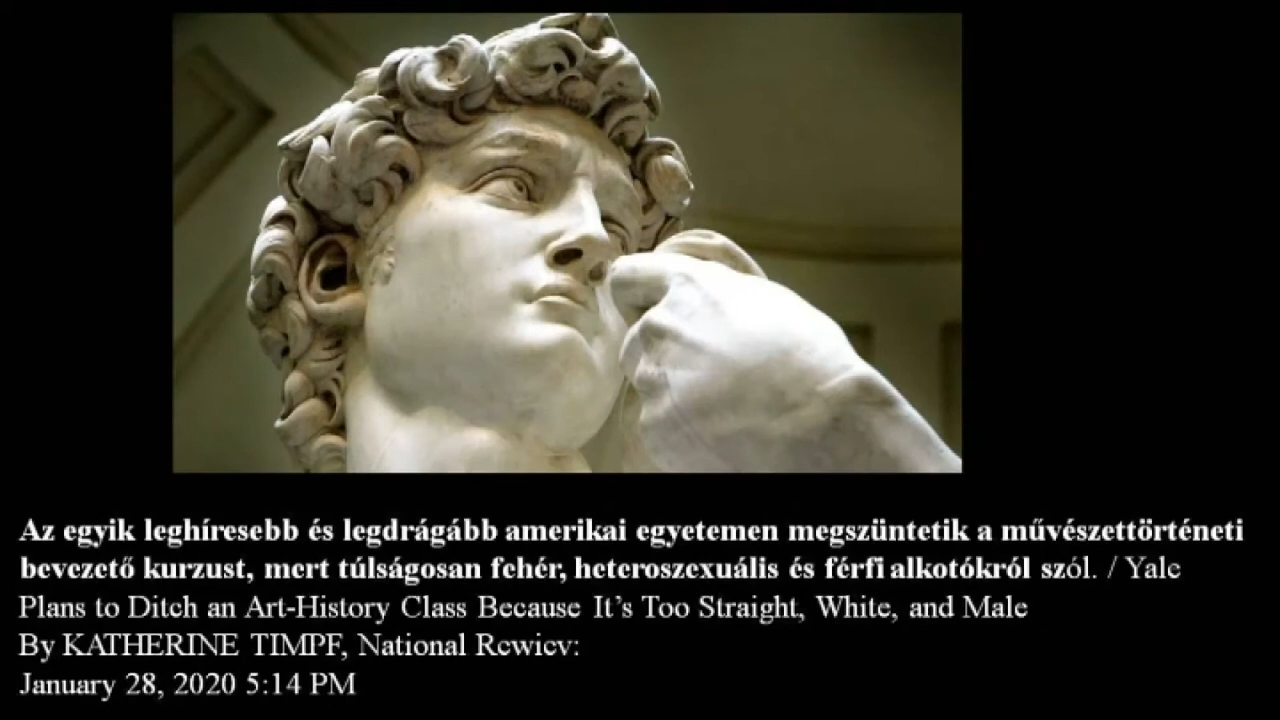 Az egyik leghíresebb és legdrágább amerikai egyetemen megszüntetik a művészettörténeti
bevezető kurzust, mert túlságosan fehér, heteroszexuális és férfi alkotókról szól. / Yale
Plans to Ditch an Art-History Class Because It’s Too Straight, White, and Male
By KATHERINE TIMPF, National Rewiev:
January 28, 2020 5:14 PM